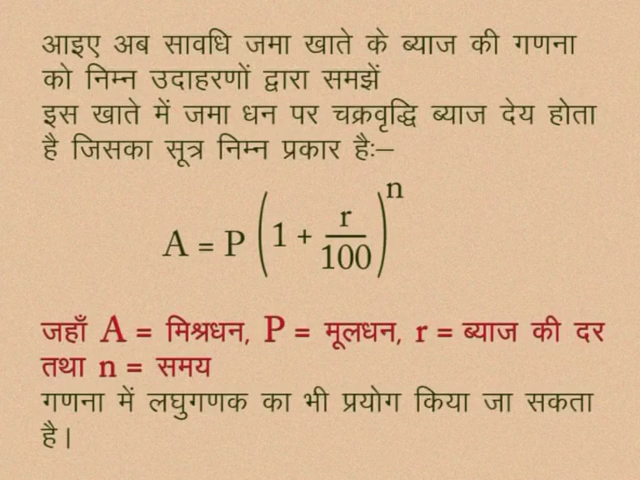 आइए अब सावधि जमा खाते के ब्याज की गणना
को निम्न उदाहरणों द्वारा समझें
इस खाते में जमा धन पर चक्रवृद्धि ब्याज देय होता
है जिसका सूत्र निम्न प्रकार हैः–
A = P (1 + r/100)^n
जहाँ A = मिश्रधन, P = मूलधन, r = ब्याज की दर
तथा n = समय
गणना में लघुगणक का भी प्रयोग किया जा सकता
है।